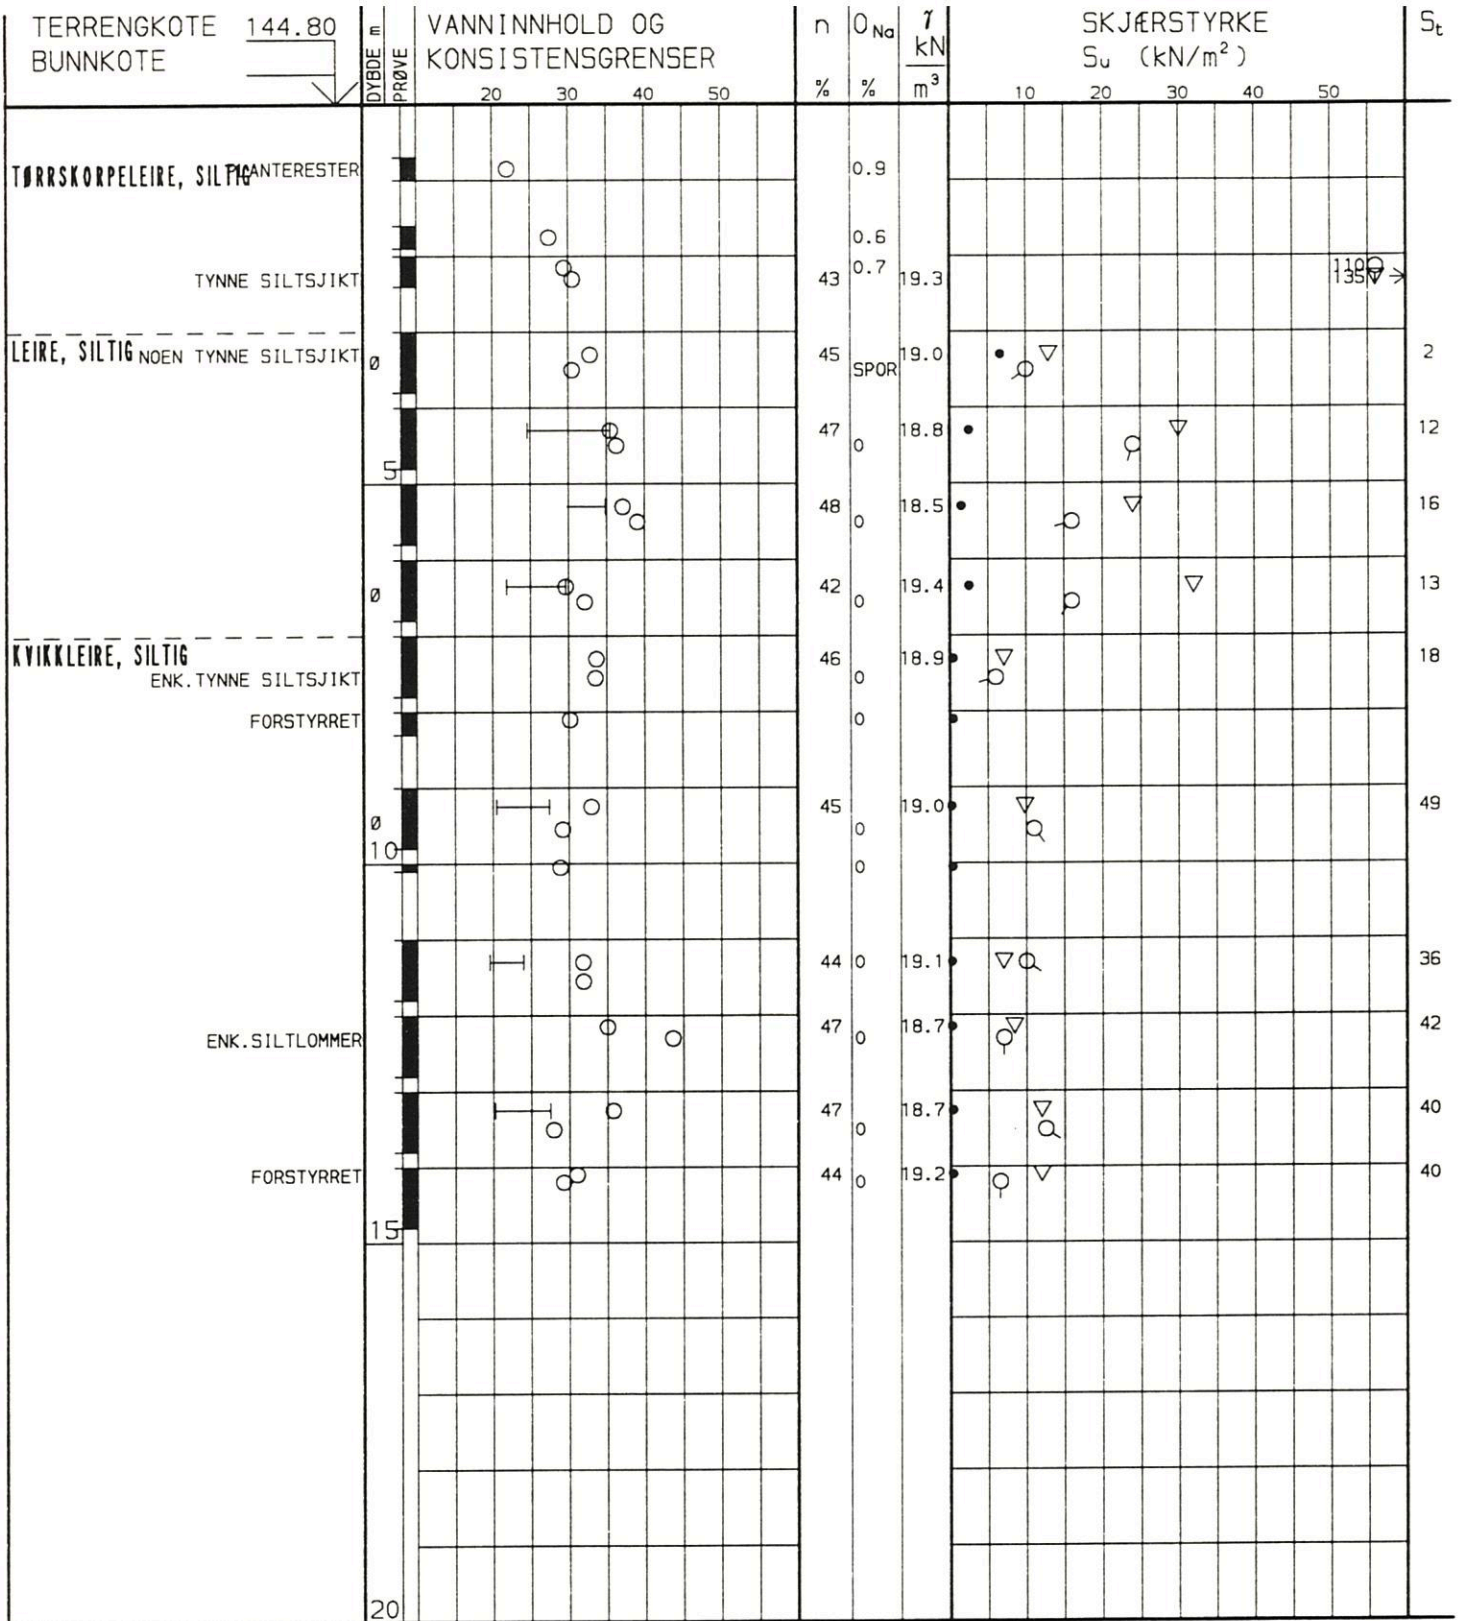 TERRENGKOTE 144.80
BUNNKOTE
DYBDE m
PRØVE
VANNINNHOLD OG
KONSISTENSGRENSER
20 30 40 50
n
%
O Na
%
γ
kN
m³
SKJÆRSTYRKE
Su (kN/m²)
10 20 30 40 50
St
TØRRSKORPELEIRE, SILTIG PLANTERESTER 0.9
0.6
TYNNE SILTSJIKT 43 0.7 19.3 110
135
LEIRE, SILTIG NOEN TYNNE SILTSJIKT Ø 45 SPOR 19.0 2
47 0 18.8 12
5
48 0 18.5 16
Ø 42 0 19.4 13
KVIKKLEIRE, SILTIG 46 18.9 18
ENK.TYNNE SILTSJIKT 0
FORSTYRRET 0
Ø 45 0 19.0 49
10 0
44 0 19.1 36
ENK.SILTLOMMER 47 0 18.7 42
47 0 18.7 40
FORSTYRRET 44 0 19.2 40
15
20